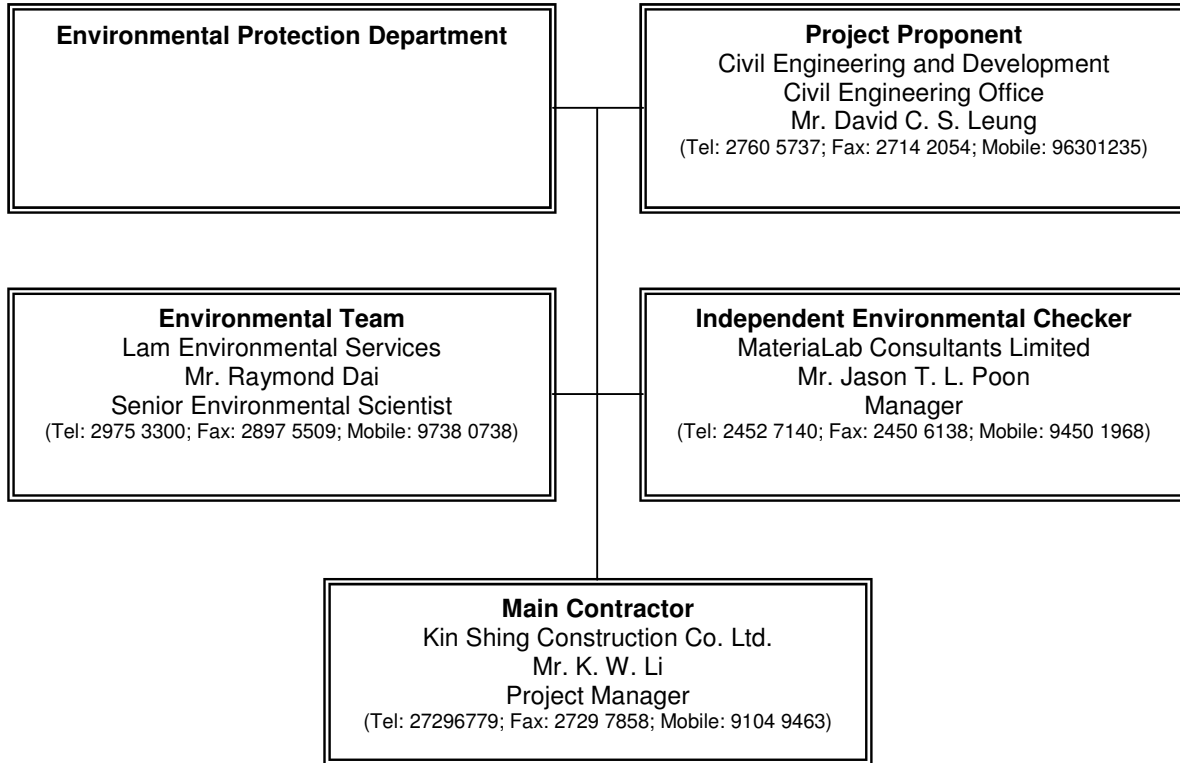 Environmental Protection Department
Project Proponent
Civil Engineering and Development
Civil Engineering Office
Mr. David C. S. Leung
(Tel: 2760 5737; Fax: 2714 2054; Mobile: 96301235)
Environmental Team
Lam Environmental Services
Mr. Raymond Dai
Senior Environmental Scientist
(Tel: 2975 3300; Fax: 2897 5509; Mobile: 9738 0738)
Independent Environmental Checker
MateriaLab Consultants Limited
Mr. Jason T. L. Poon
Manager
(Tel: 2452 7140; Fax: 2450 6138; Mobile: 9450 1968)
Main Contractor
Kin Shing Construction Co. Ltd.
Mr. K. W. Li
Project Manager
(Tel: 27296779; Fax: 2729 7858; Mobile: 9104 9463)